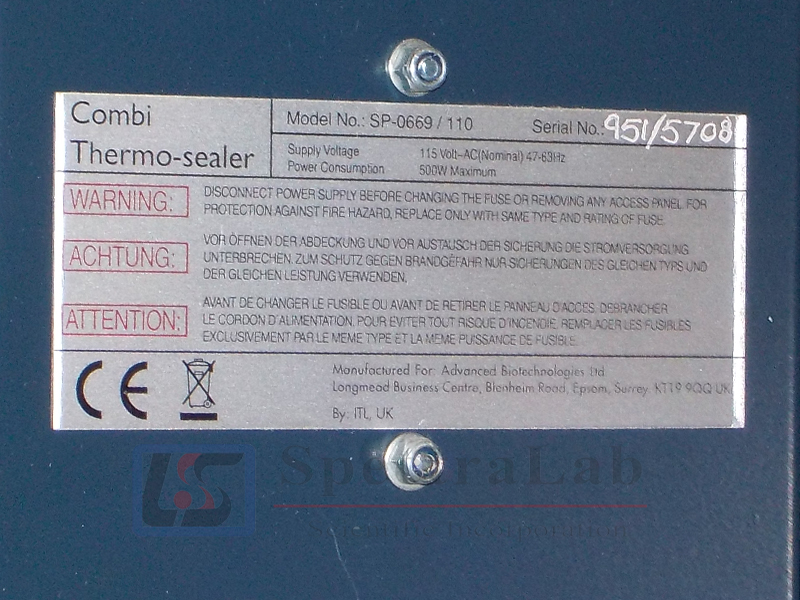 Combi
Thermo-sealer
Model No.: SP-0669 / 110
Serial No.: 951/5708
Supply Voltage 115 Volt-AC(Nominal) 47-63Hz
Power Consumption 500W Maximum
WARNING:
DISCONNECT POWER SUPPLY BEFORE CHANGING THE FUSE OR REMOVING ANY ACCESS PANEL FOR
PROTECTION AGAINST FIRE HAZARD, REPLACE ONLY WITH SAME TYPE AND RATING OF FUSE.
ACHTUNG:
VOR ÖFFNEN DER ABDECKUNG UND VOR AUSTAUSCH DER SICHERUNG DIE STROMVERSORGUNG
UNTERBRECHEN. ZUM SCHUTZ GEGEN BRANDGEFAHR NUR SICHERUNGEN DES GLEICHEN TYPS UND
DER GLEICHEN LEISTUNG VERWENDEN.
ATTENTION:
AVANT DE CHANGER LE FUSIBLE OU AVANT DE RETIRER LE PANNEAU D'ACCES, DEBRANCHER
LE CORDON D'ALIMENTATION. POUR EVITER TOUT RISQUE D'INCENDIE, REMPLACER LES FUSIBLES
EXCLUSIVEMENT PAR LE MEME TYPE ET LA MEME PUISSANCE DE FUSIBLE.
CE
Manufactured For: Advanced Biotechnologies Ltd
Longmead Business Centre, Blenheim Road, Epsom, Surrey. KT19 9QQ UK
By: ITL, UK
SpectraLab
Scientific Incorporated